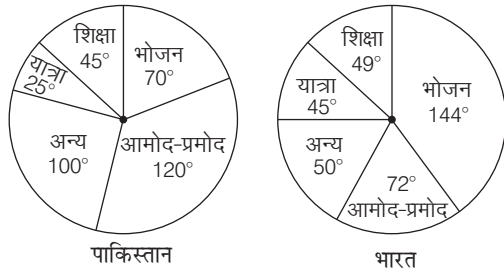 शिक्षा
45°
भोजन
70°
यात्रा
25°
अन्य
100°
आमोद-प्रमोद
120°
पाकिस्तान
शिक्षा
49°
भोजन
144°
यात्रा
45°
अन्य
50°
72°
आमोद-प्रमोद
भारत